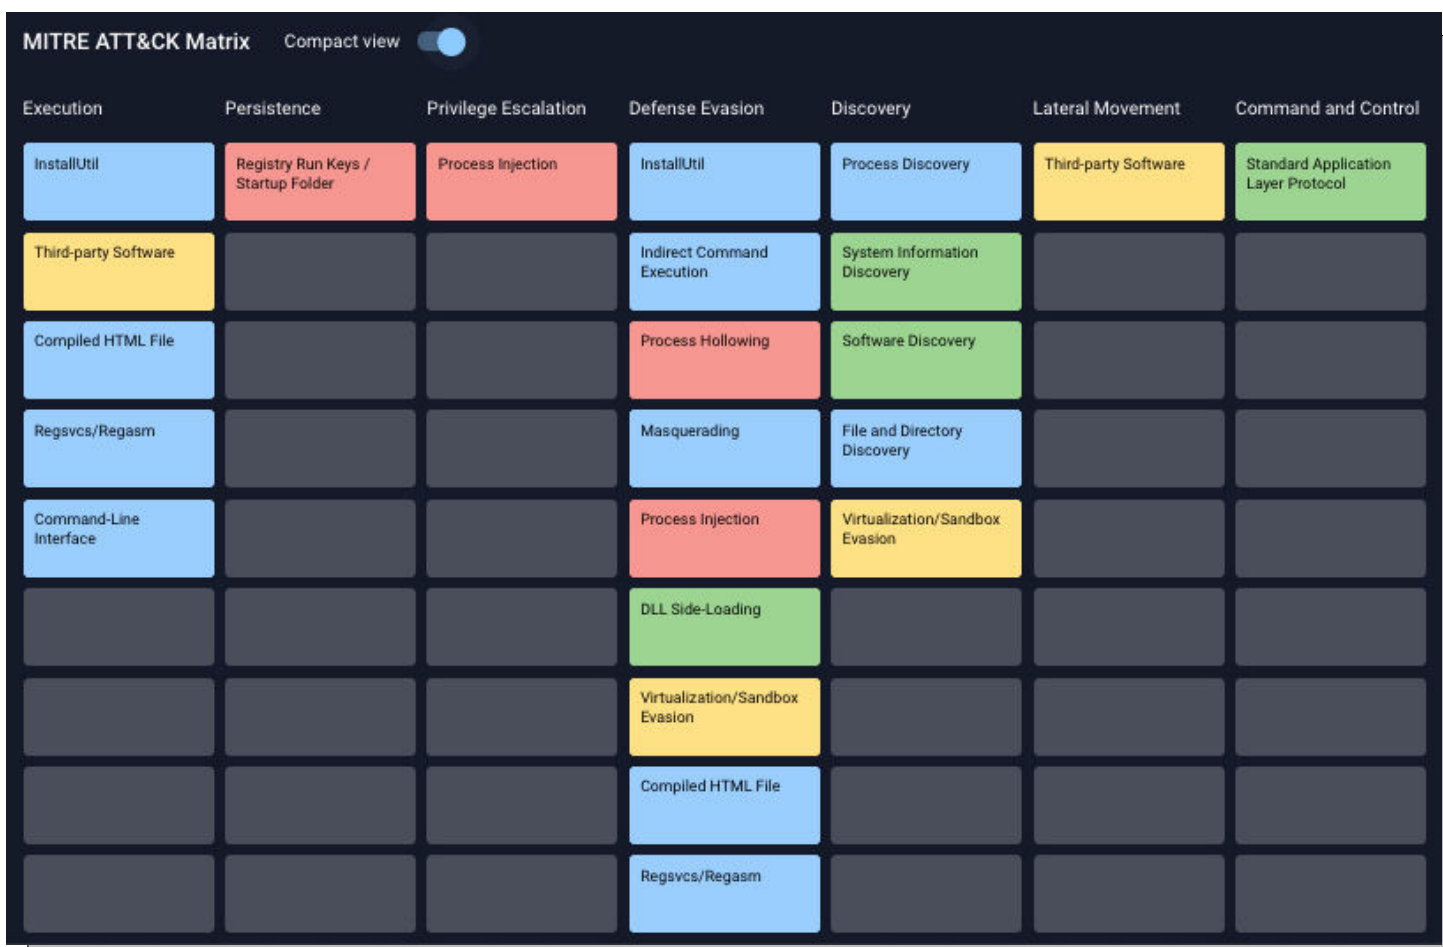 MITRE ATT&CK Matrix
Compact view
Execution
Persistence
Privilege Escalation
Defense Evasion
Discovery
Lateral Movement
Command and Control
InstallUtil
Registry Run Keys /
Startup Folder
Process Injection
InstallUtil
Process Discovery
Third-party Software
Standard Application
Layer Protocol
Third-party Software
Indirect Command
Execution
System Information
Discovery
Compiled HTML File
Process Hollowing
Software Discovery
Regsvcs/Regasm
Masquerading
File and Directory
Discovery
Command-Line
Interface
Process Injection
Virtualization/Sandbox
Evasion
DLL Side-Loading
Virtualization/Sandbox
Evasion
Compiled HTML File
Regsvcs/Regasm